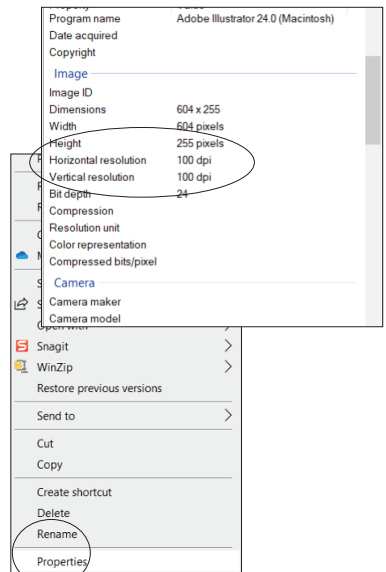 Program name Adobe Illustrator 24.0 (Macintosh)
Date acquired
Copyright
Image
Image ID
Dimensions 604 x 255
Width 604 pixels
Height 255 pixels
Horizontal resolution 100 dpi
Vertical resolution 100 dpi
Bit depth 24
Compression
Resolution unit
Color representation
Compressed bits/pixel
Camera
Camera maker
Camera model
Open with
Snagit
WinZip
Restore previous versions
Send to
Cut
Copy
Create shortcut
Delete
Rename
Properties